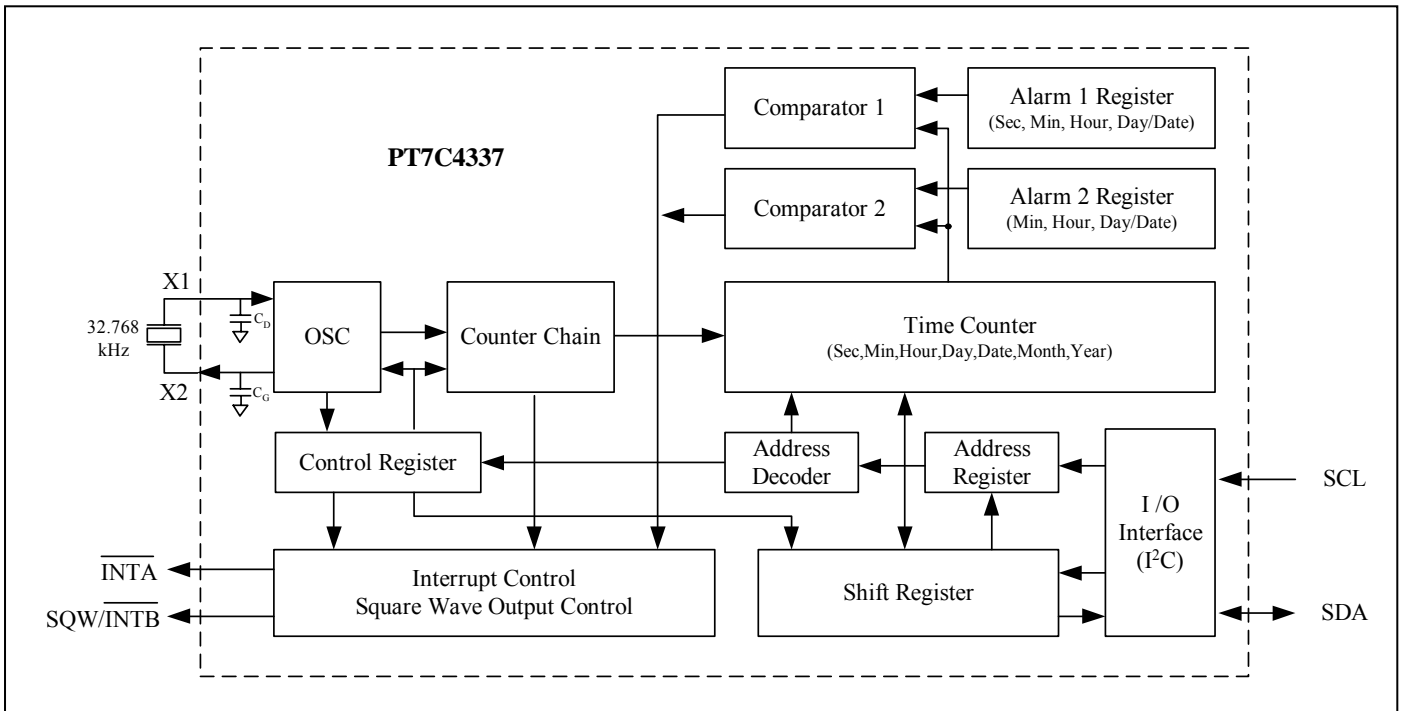 PT7C4337
Comparator 1
Alarm 1 Register
(Sec, Min, Hour, Day/Date)
Comparator 2
Alarm 2 Register
(Min, Hour, Day/Date)
X1
32.768
kHz
X2
C_D
C_G
OSC
Counter Chain
Time Counter
(Sec,Min,Hour,Day,Date,Month,Year)
Control Register
Address
Decoder
Address
Register
I /O
Interface
(I²C)
SCL
SDA
INTA
SQW/INTB
Interrupt Control
Square Wave Output Control
Shift Register